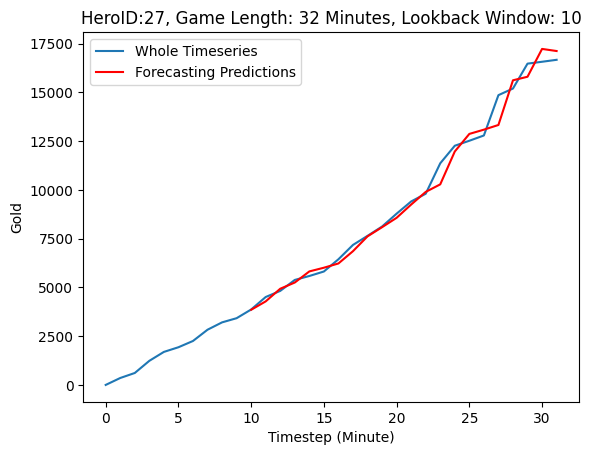 HeroID:27, Game Length: 32 Minutes, Lookback Window: 10
Whole Timeseries
Forecasting Predictions
17500
15000
12500
10000
7500
5000
2500
0
Gold
0 5 10 15 20 25 30
Timestep (Minute)